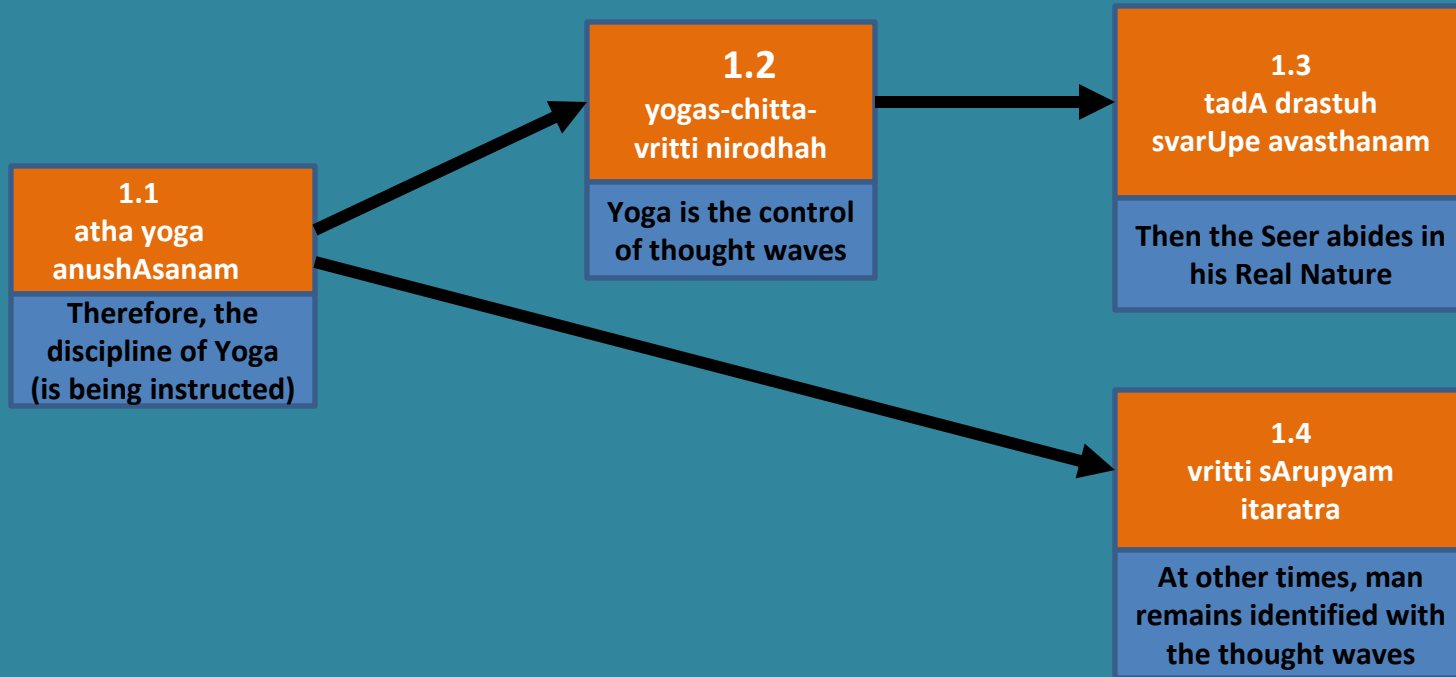 1.1
atha yoga
anushAsanam
Therefore, the
discipline of Yoga
(is being instructed)
1.2
yogas-chitta-
vritti nirodhah
Yoga is the control
of thought waves
1.3
tadA drastuh
svarUpe avasthanam
Then the Seer abides in
his Real Nature
1.4
vritti sArupyam
itaratra
At other times, man
remains identified with
the thought waves